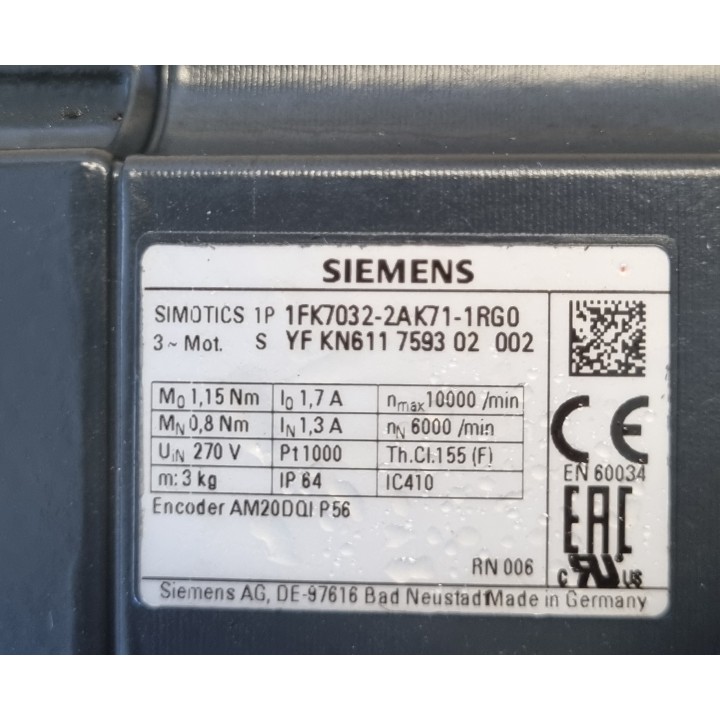 SIEMENS
SIMOTICS 1P 1FK7032-2AK71-1RG0
3~ Mot. S YF KN611 7593 02 002
M0 1,15 Nm I0 1,7 A nmax 10000 /min
MN 0,8 Nm IN 1,3 A nN 6000 /min
UIN 270 V Pt1000 Th.Cl.155 (F)
m: 3 kg IP 64 IC410
Encoder AM20DQI P56
CE
EN 60034
EAC
RN 006
c RU US
Siemens AG, DE-97616 Bad Neustadt Made in Germany